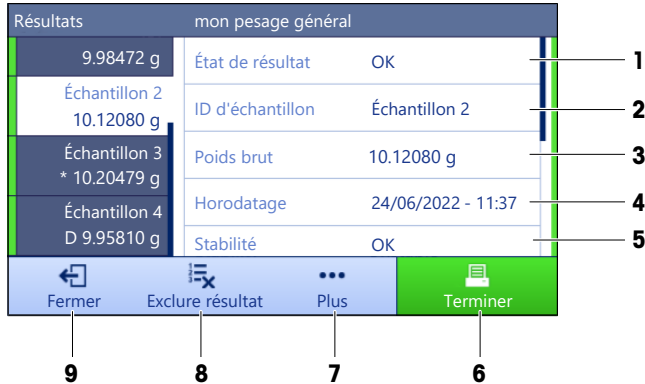 Résultats
mon pesage général
9.98472 g
Échantillon 2
10.12080 g
Échantillon 3
* 10.20479 g
Échantillon 4
D 9.95810 g
État de résultat OK
ID d'échantillon Échantillon 2
Poids brut 10.12080 g
Horodatage 24/06/2022 - 11:37
Stabilité OK
1
2
3
4
5
Fermer
Exclure résultat
Plus
Terminer
9
8
7
6